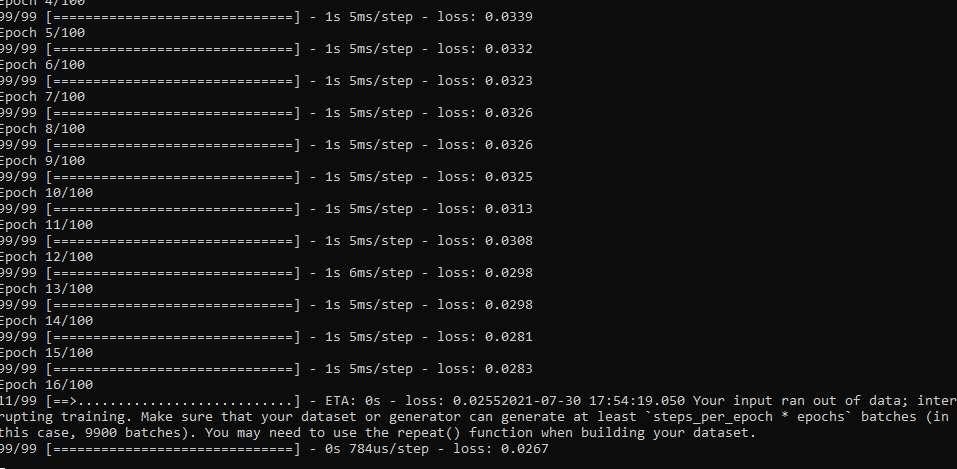 Epoch 4/100
99/99 [==============================] - 1s 5ms/step - loss: 0.0339
Epoch 5/100
99/99 [==============================] - 1s 5ms/step - loss: 0.0332
Epoch 6/100
99/99 [==============================] - 1s 5ms/step - loss: 0.0323
Epoch 7/100
99/99 [==============================] - 1s 5ms/step - loss: 0.0326
Epoch 8/100
99/99 [==============================] - 1s 5ms/step - loss: 0.0326
Epoch 9/100
99/99 [==============================] - 1s 5ms/step - loss: 0.0325
Epoch 10/100
99/99 [==============================] - 1s 5ms/step - loss: 0.0313
Epoch 11/100
99/99 [==============================] - 1s 5ms/step - loss: 0.0308
Epoch 12/100
99/99 [==============================] - 1s 6ms/step - loss: 0.0298
Epoch 13/100
99/99 [==============================] - 1s 5ms/step - loss: 0.0298
Epoch 14/100
99/99 [==============================] - 1s 5ms/step - loss: 0.0281
Epoch 15/100
99/99 [==============================] - 1s 5ms/step - loss: 0.0283
Epoch 16/100
11/99 [==>...........................] - ETA: 0s - loss: 0.02552021-07-30 17:54:19.050 Your input ran out of data; inter
rupting training. Make sure that your dataset or generator can generate at least `steps_per_epoch * epochs` batches (in
this case, 9900 batches). You may need to use the repeat() function when building your dataset.
99/99 [==============================] - 0s 784us/step - loss: 0.0267